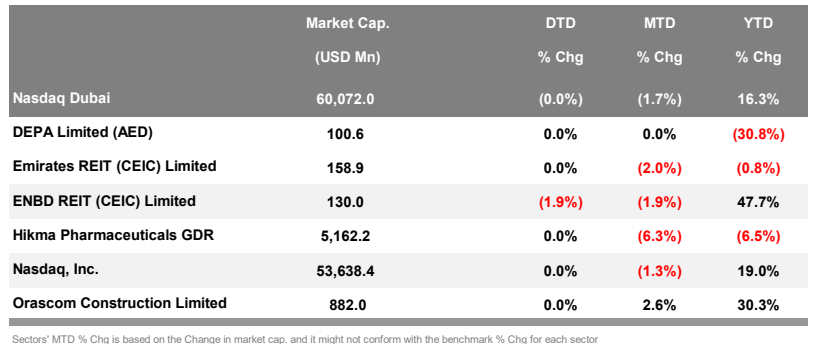 Market Cap. DTD MTD YTD
(USD Mn) % Chg % Chg % Chg
Nasdaq Dubai 60,072.0 (0.0%) (1.7%) 16.3%
DEPA Limited (AED) 100.6 0.0% 0.0% (30.8%)
Emirates REIT (CEIC) Limited 158.9 0.0% (2.0%) (0.8%)
ENBD REIT (CEIC) Limited 130.0 (1.9%) (1.9%) 47.7%
Hikma Pharmaceuticals GDR 5,162.2 0.0% (6.3%) (6.5%)
Nasdaq, Inc. 53,638.4 0.0% (1.3%) 19.0%
Orascom Construction Limited 882.0 0.0% 2.6% 30.3%
Sectors' MTD % Chg is based on the Change in market cap. and it might not conform with the benchmark % Chg for each sector